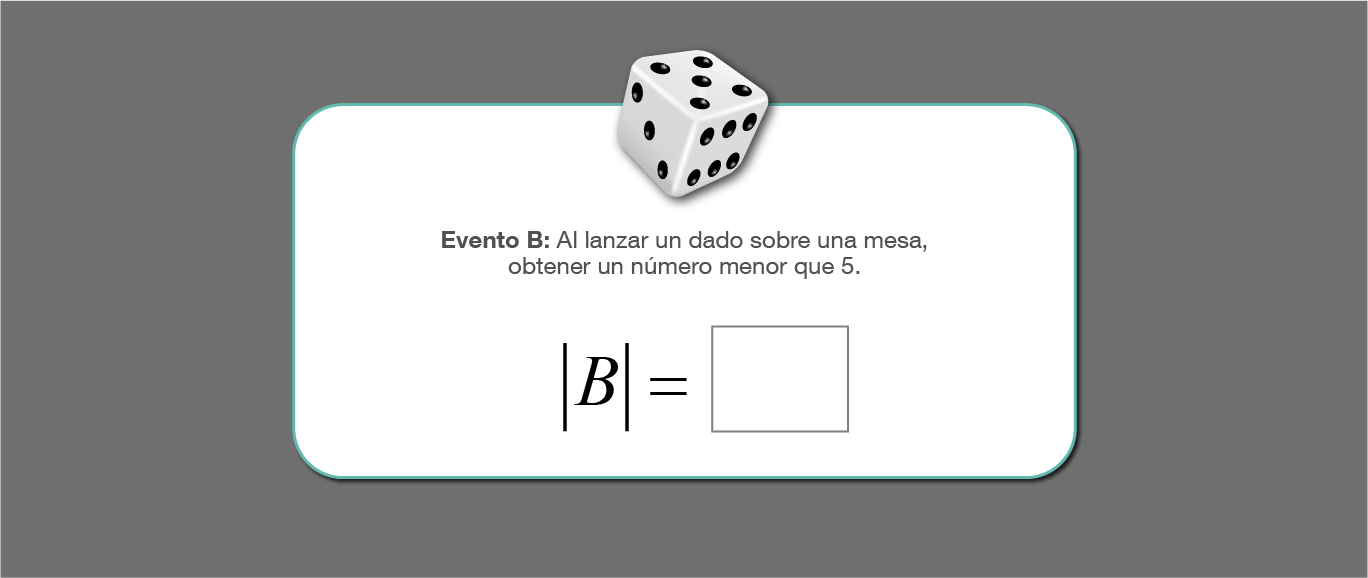 Evento B: Al lanzar un dado sobre una mesa,
obtener un número menor que 5.
|B| =